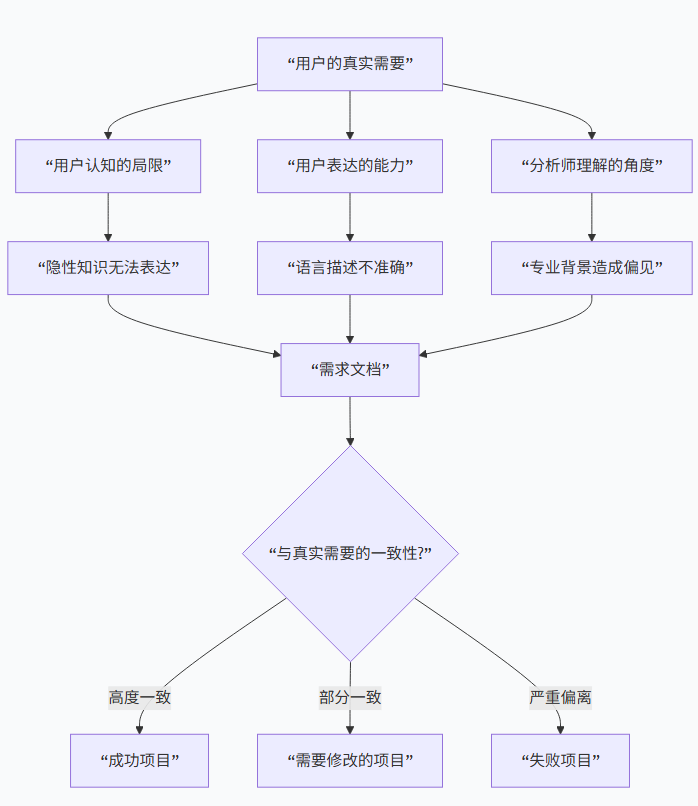 “用户的真实需要”
“用户认知的局限”
“用户表达的能力”
“分析师理解的角度”
“隐性知识无法表达”
“语言描述不准确”
“专业背景造成偏见”
“需求文档”
“与真实需要的一致性?”
高度一致
部分一致
严重偏离
“成功项目”
“需要修改的项目”
“失败项目”